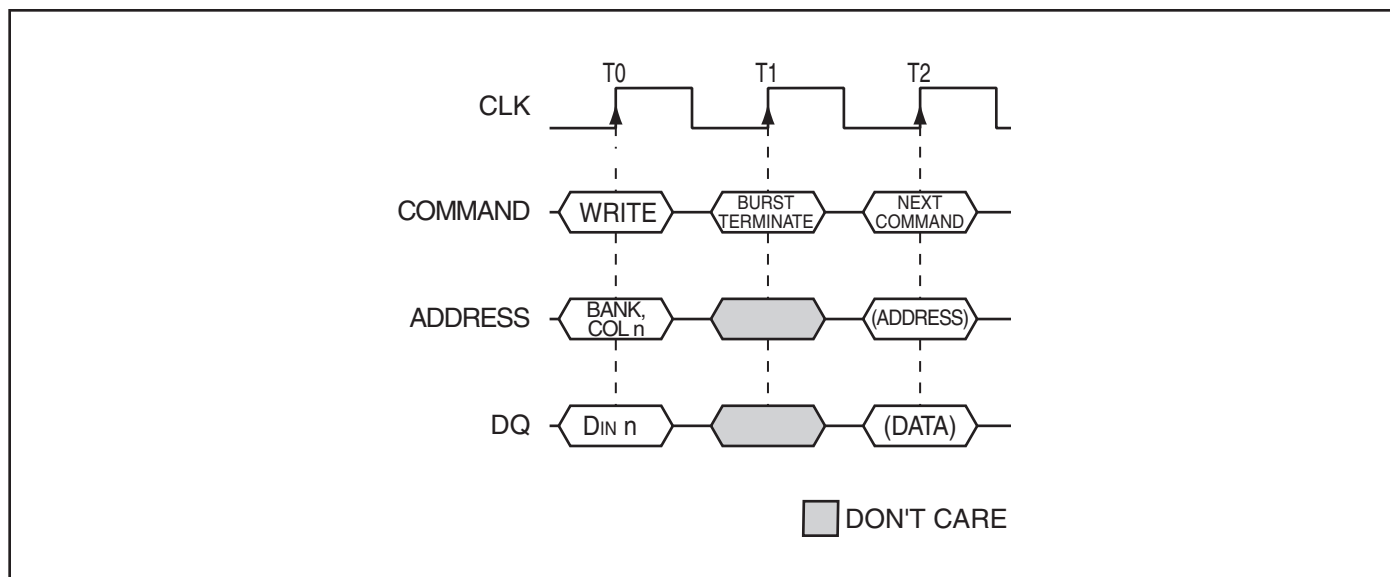 T0 T1 T2
CLK
COMMAND WRITE BURST TERMINATE NEXT COMMAND
ADDRESS BANK, COL n (ADDRESS)
DQ DIN n (DATA)
DON'T CARE